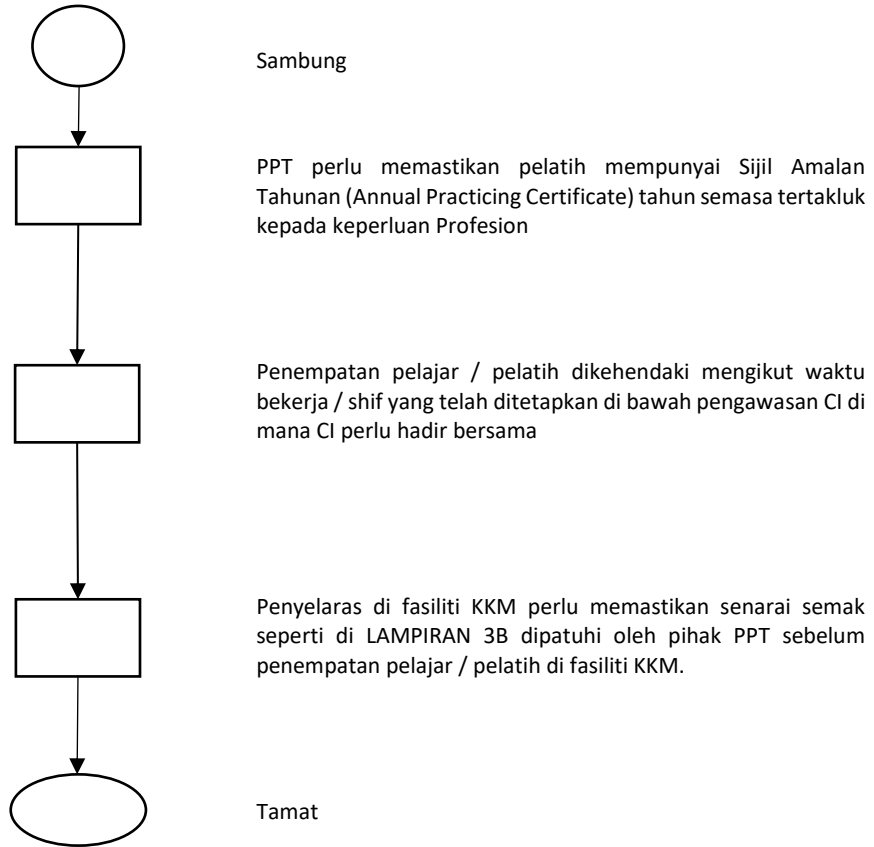 Sambung
PPT perlu memastikan pelatih mempunyai Sijil Amalan
Tahunan (Annual Practicing Certificate) tahun semasa tertakluk
kepada keperluan Profesion
Penempatan pelajar / pelatih dikehendaki mengikut waktu
bekerja / shif yang telah ditetapkan di bawah pengawasan CI di
mana CI perlu hadir bersama
Penyelaras di fasiliti KKM perlu memastikan senarai semak
seperti di LAMPIRAN 3B dipatuhi oleh pihak PPT sebelum
penempatan pelajar / pelatih di fasiliti KKM.
Tamat